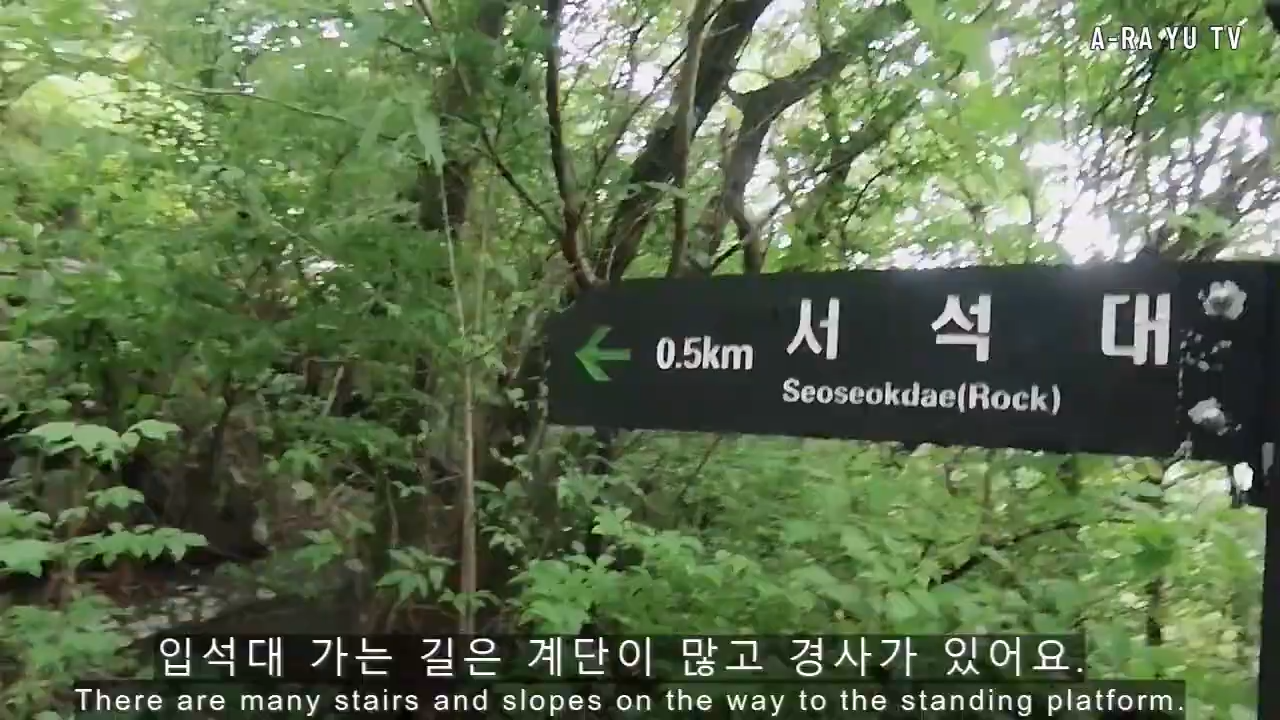 A-RA YU TV
0.5km 서 석 대
Seoseokdae(Rock)
입석대 가는 길은 계단이 많고 경사가 있어요.
There are many stairs and slopes on the way to the standing platform.